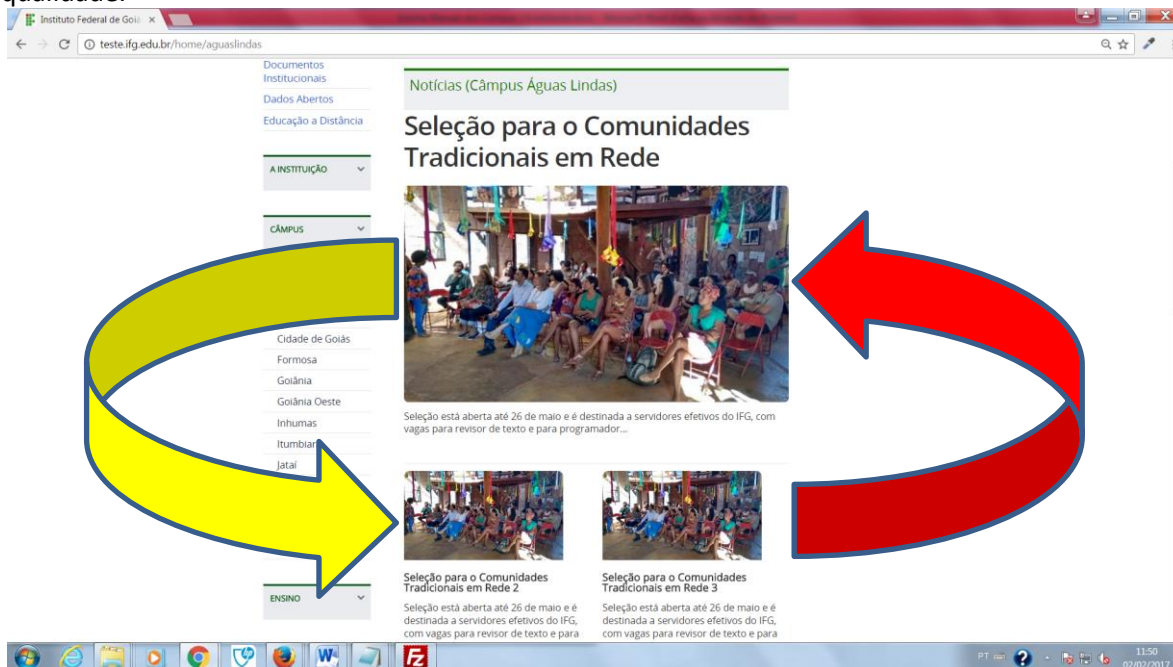 qualidade.
Instituto Federal de Goiá
teste.ifg.edu.br/home/aguaslindas
Documentos
Institucionais
Dados Abertos
Educação a Distância
A INSTITUIÇÃO
CÂMPUS
Cidade de Goiás
Formosa
Goiânia
Goiânia Oeste
Inhumas
Itumbiar
Jataí
ENSINO
Notícias (Câmpus Águas Lindas)
Seleção para o Comunidades
Tradicionais em Rede
Seleção está aberta até 26 de maio e é destinada a servidores efetivos do IFG, com
vagas para revisor de texto e para programador...
Seleção para o Comunidades
Tradicionais em Rede 2
Seleção está aberta até 26 de maio e é
destinada a servidores efetivos do IFG,
com vagas para revisor de texto e para
Seleção para o Comunidades
Tradicionais em Rede 3
Seleção está aberta até 26 de maio e é
destinada a servidores efetivos do IFG,
com vagas para revisor de texto e para
PT
11:50
02/02/2017